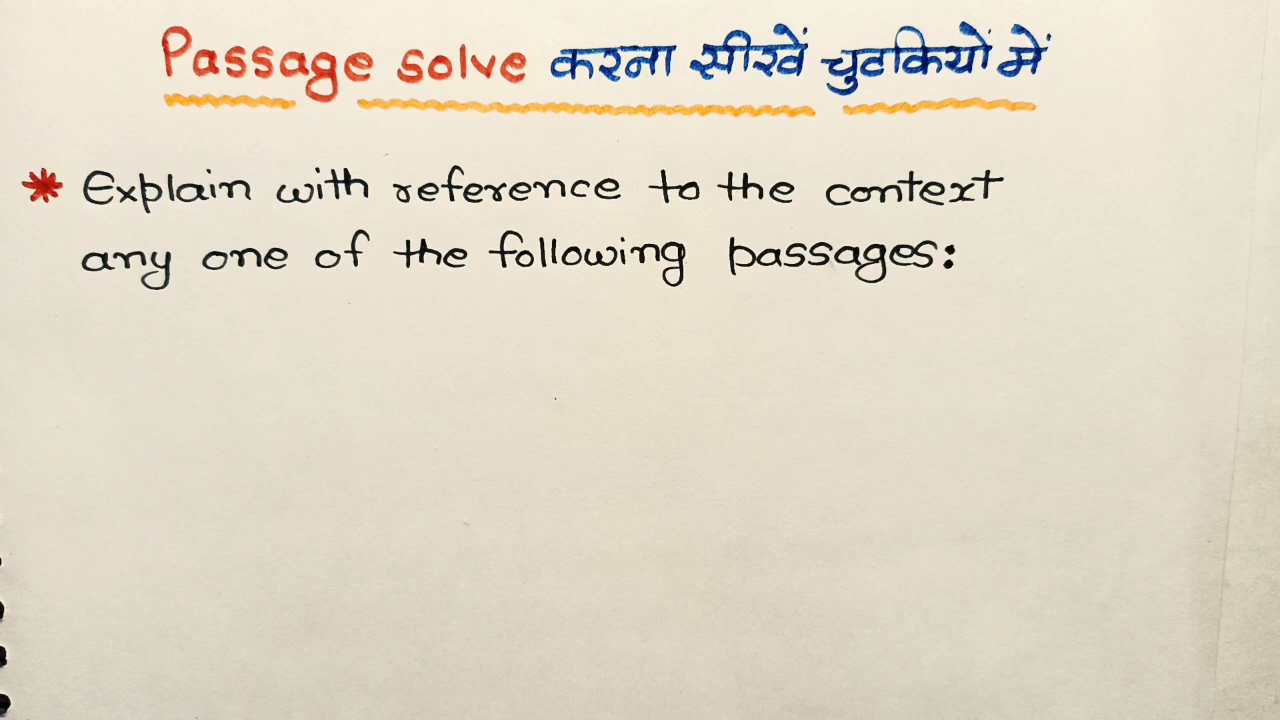 Passage solve करना सीखें चुटकियों में
* Explain with reference to the context
any one of the following passages: